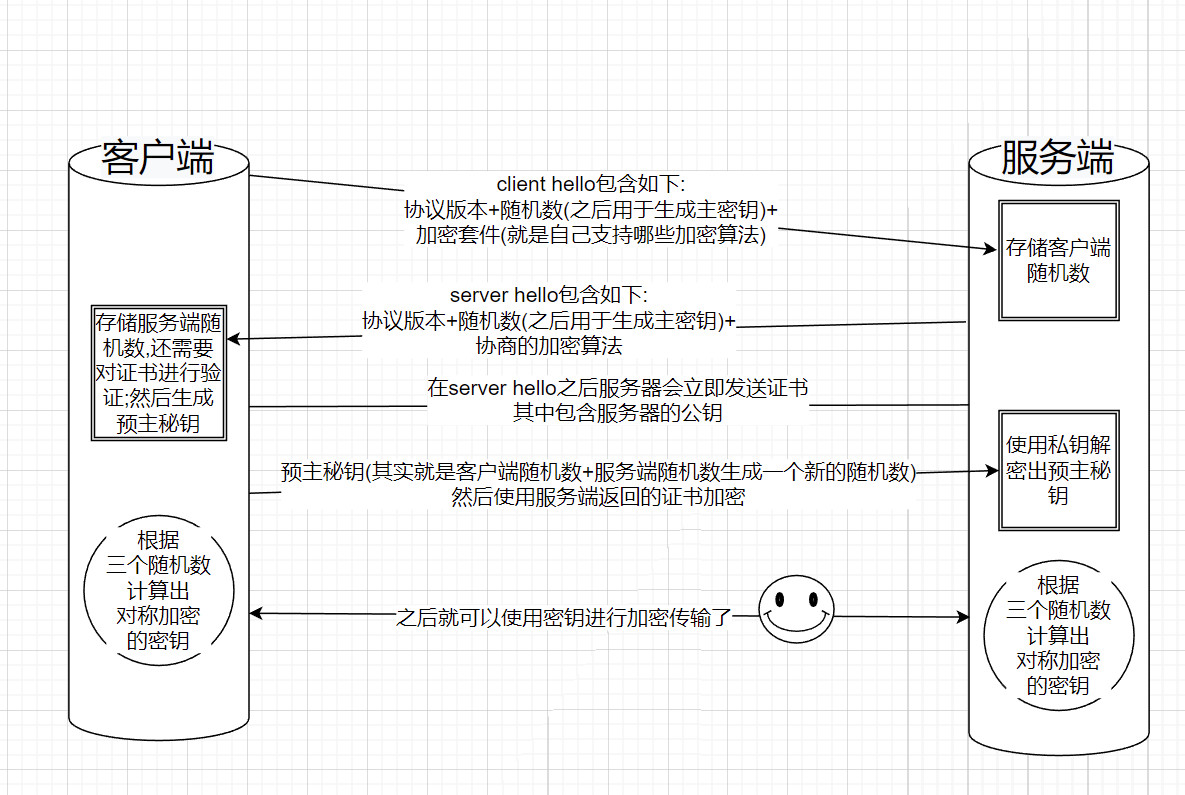 客户端
服务端
client hello包含如下:
协议版本+随机数(之后用于生成主密钥)+
加密套件(就是自己支持哪些加密算法)
存储客户端
随机数
server hello包含如下:
协议版本+随机数(之后用于生成主密钥)+
协商的加密算法
存储服务端随
机数,还需要
对证书进行验
证;然后生成
预主秘钥
在server hello之后服务器会立即发送证书
其中包含服务器的公钥
使用私钥解
密出预主秘
钥
预主秘钥(其实就是客户端随机数+服务端随机数生成一个新的随机数)
然后使用服务端返回的证书加密
根据
三个随机数
计算出
对称加密
的密钥
之后就可以使用密钥进行加密传输了
根据
三个随机数
计算出
对称加密
的密钥